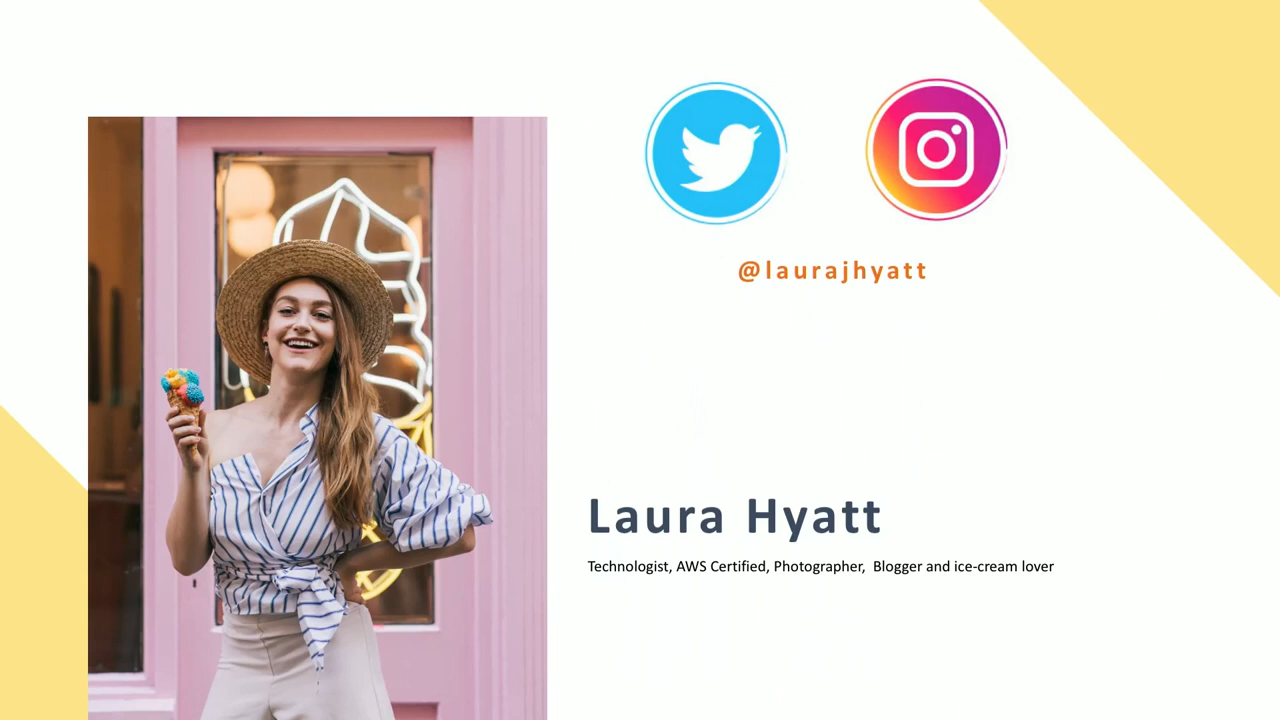 @laurajhyatt
Laura Hyatt
Technologist, AWS Certified, Photographer, Blogger and ice-cream lover